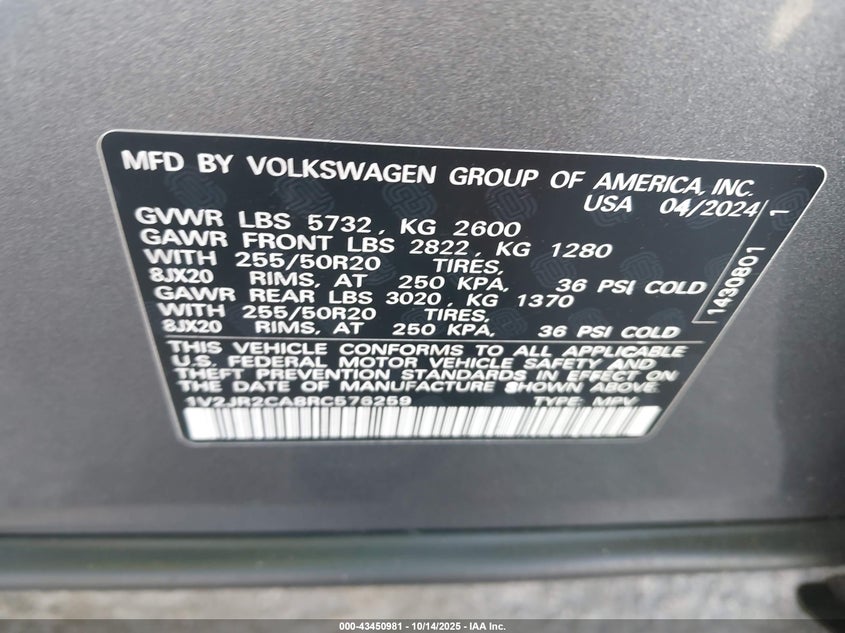 MFD BY VOLKSWAGEN GROUP OF AMERICA, INC.
USA 04/2024
GVWR LBS 5732, KG 2600
GAWR FRONT LBS 2822, KG 1280
WITH 255/50R20 TIRES,
8JX20 RIMS, AT 250 KPA, 36 PSI COLD
GAWR REAR LBS 3020, KG 1370
WITH 255/50R20 TIRES,
8JX20 RIMS, AT 250 KPA, 36 PSI COLD
THIS VEHICLE CONFORMS TO ALL APPLICABLE
U.S. FEDERAL MOTOR VEHICLE SAFETY AND
THEFT PREVENTION STANDARDS IN EFFECT ON
THE DATE OF MANUFACTURE SHOWN ABOVE.
1V2JR2CA8RC576259 TYPE: MPV
1430801 1
000-43450981 - 10/14/2025 - IAA Inc.